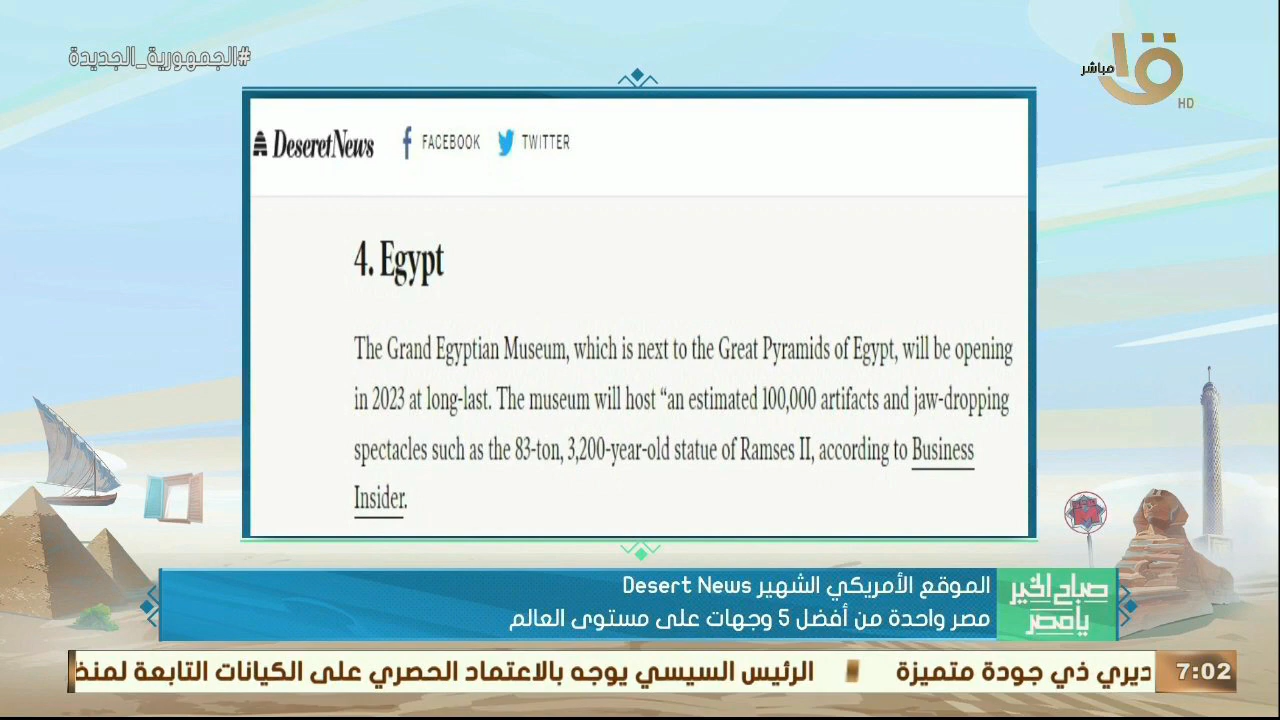 #الجمهورية_الجديدة
مباشر
HD
Deseret News FACEBOOK TWITTER
4. Egypt
The Grand Egyptian Museum, which is next to the Great Pyramids of Egypt, will be opening
in 2023 at long-last. The museum will host “an estimated 100,000 artifacts and jaw-dropping
spectacles such as the 83-ton, 3,200-year-old statue of Ramses II, according to Business
Insider.
صباح الخير
يا مصر
الموقع الأمريكي الشهير Desert News
مصر واحدة من أفضل 5 وجهات على مستوى العالم
7:02
ديري ذي جودة متميزة الرئيس السيسي يوجه بالاعتماد الحصري على الكيانات التابعة لمنظ